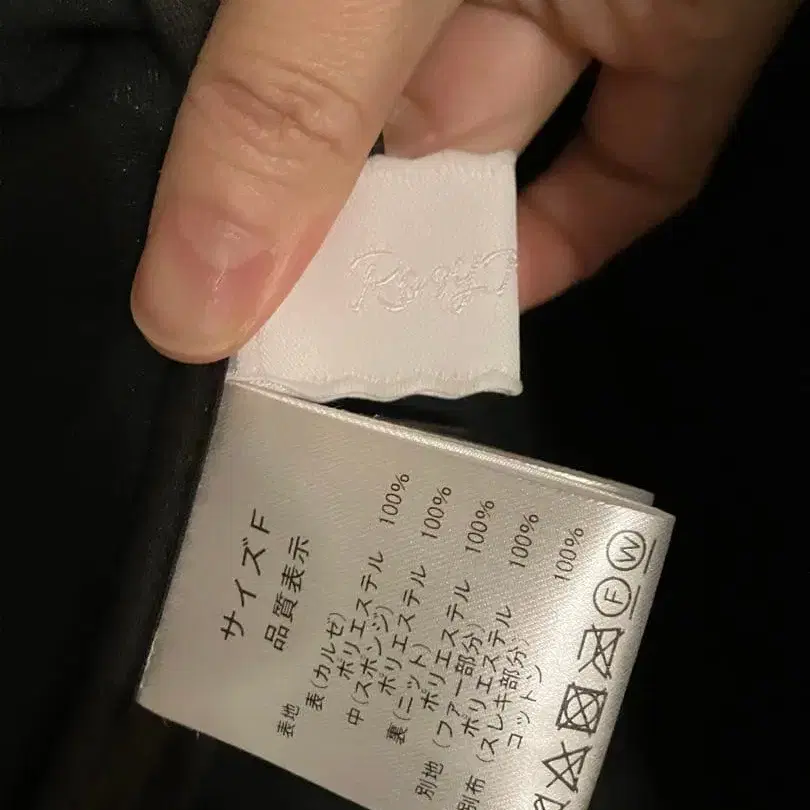 サイズ F
品質表示
表地
表(カルゼ)
ポリエステル 100%
中(スポンジ)
ポリエステル 100%
裏(ニット)
ポリエステル 100%
別地(ファー部分)
ポリエステル 100%
別布(スレキ部分)
コットン 100%
F W